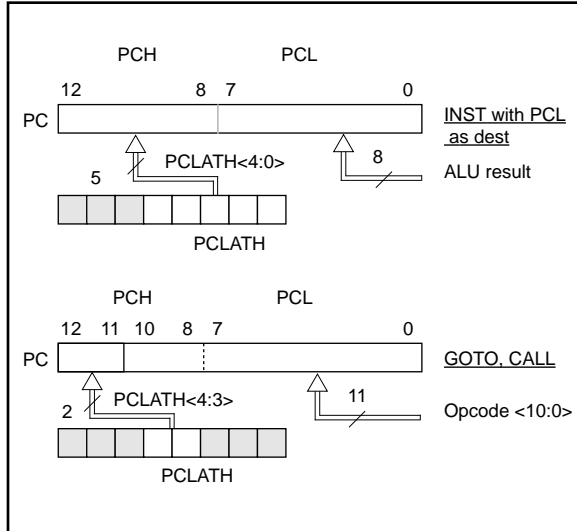 PCH PCL
12 8 7 0
PC INST with PCL
as dest
PCLATH<4:0> 8
5 ALU result
PCLATH
PCH PCL
12 11 10 8 7 0
PC GOTO, CALL
PCLATH<4:3> 11
2 Opcode <10:0>
PCLATH